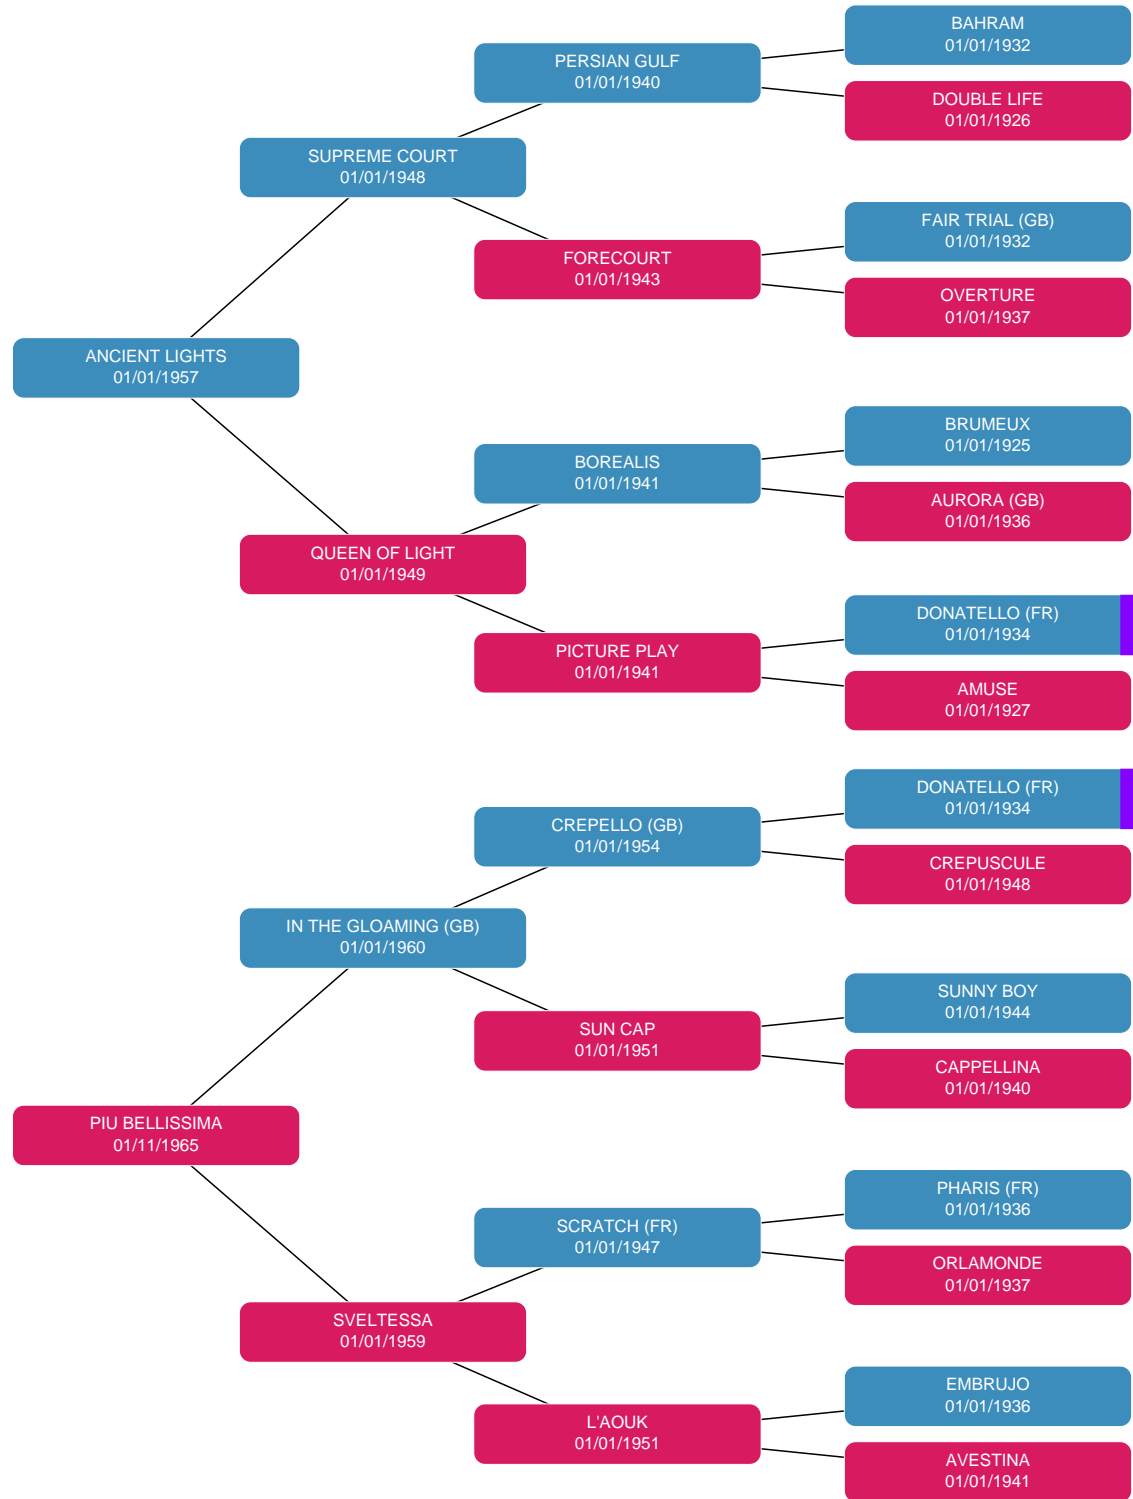 BAHRAM
01/01/1932
PERSIAN GULF
01/01/1940
DOUBLE LIFE
01/01/1926
SUPREME COURT
01/01/1948
FAIR TRIAL (GB)
01/01/1932
FORECOURT
01/01/1943
OVERTURE
01/01/1937
ANCIENT LIGHTS
01/01/1957
BRUMEUX
01/01/1925
BOREALIS
01/01/1941
AURORA (GB)
01/01/1936
QUEEN OF LIGHT
01/01/1949
DONATELLO (FR)
01/01/1934
PICTURE PLAY
01/01/1941
AMUSE
01/01/1927
DONATELLO (FR)
01/01/1934
CREPELLO (GB)
01/01/1954
CREPUSCULE
01/01/1948
IN THE GLOAMING (GB)
01/01/1960
SUNNY BOY
01/01/1944
SUN CAP
01/01/1951
CAPPELLINA
01/01/1940
PIU BELLISSIMA
01/11/1965
PHARIS (FR)
01/01/1936
SCRATCH (FR)
01/01/1947
ORLAMONDE
01/01/1937
SVELTESSA
01/01/1959
EMBRUJO
01/01/1936
L'AOUK
01/01/1951
AVESTINA
01/01/1941